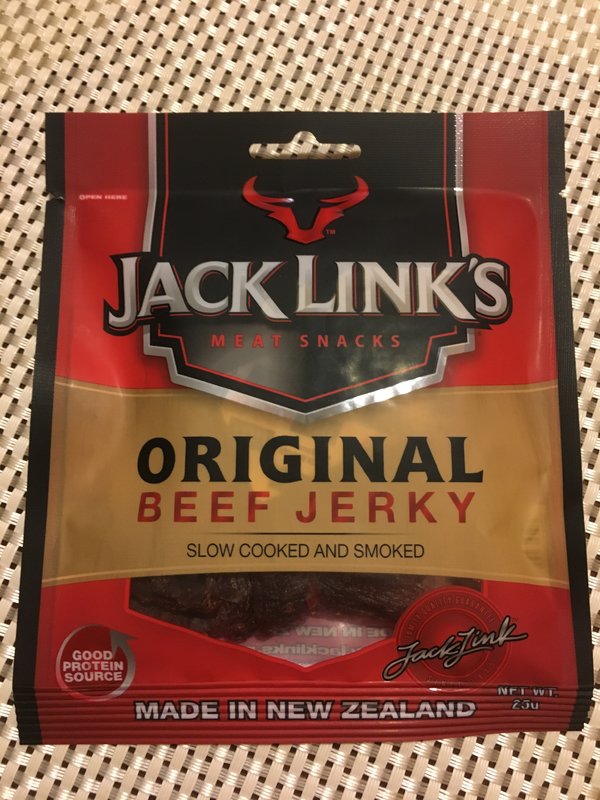 OPEN HERE
TM
JACK LINK'S
MEAT SNACKS
ORIGINAL
BEEF JERKY
SLOW COOKED AND SMOKED
GOOD
PROTEIN
SOURCE
Jack Link
MADE IN NEW ZEALAND
NET WT.
25g